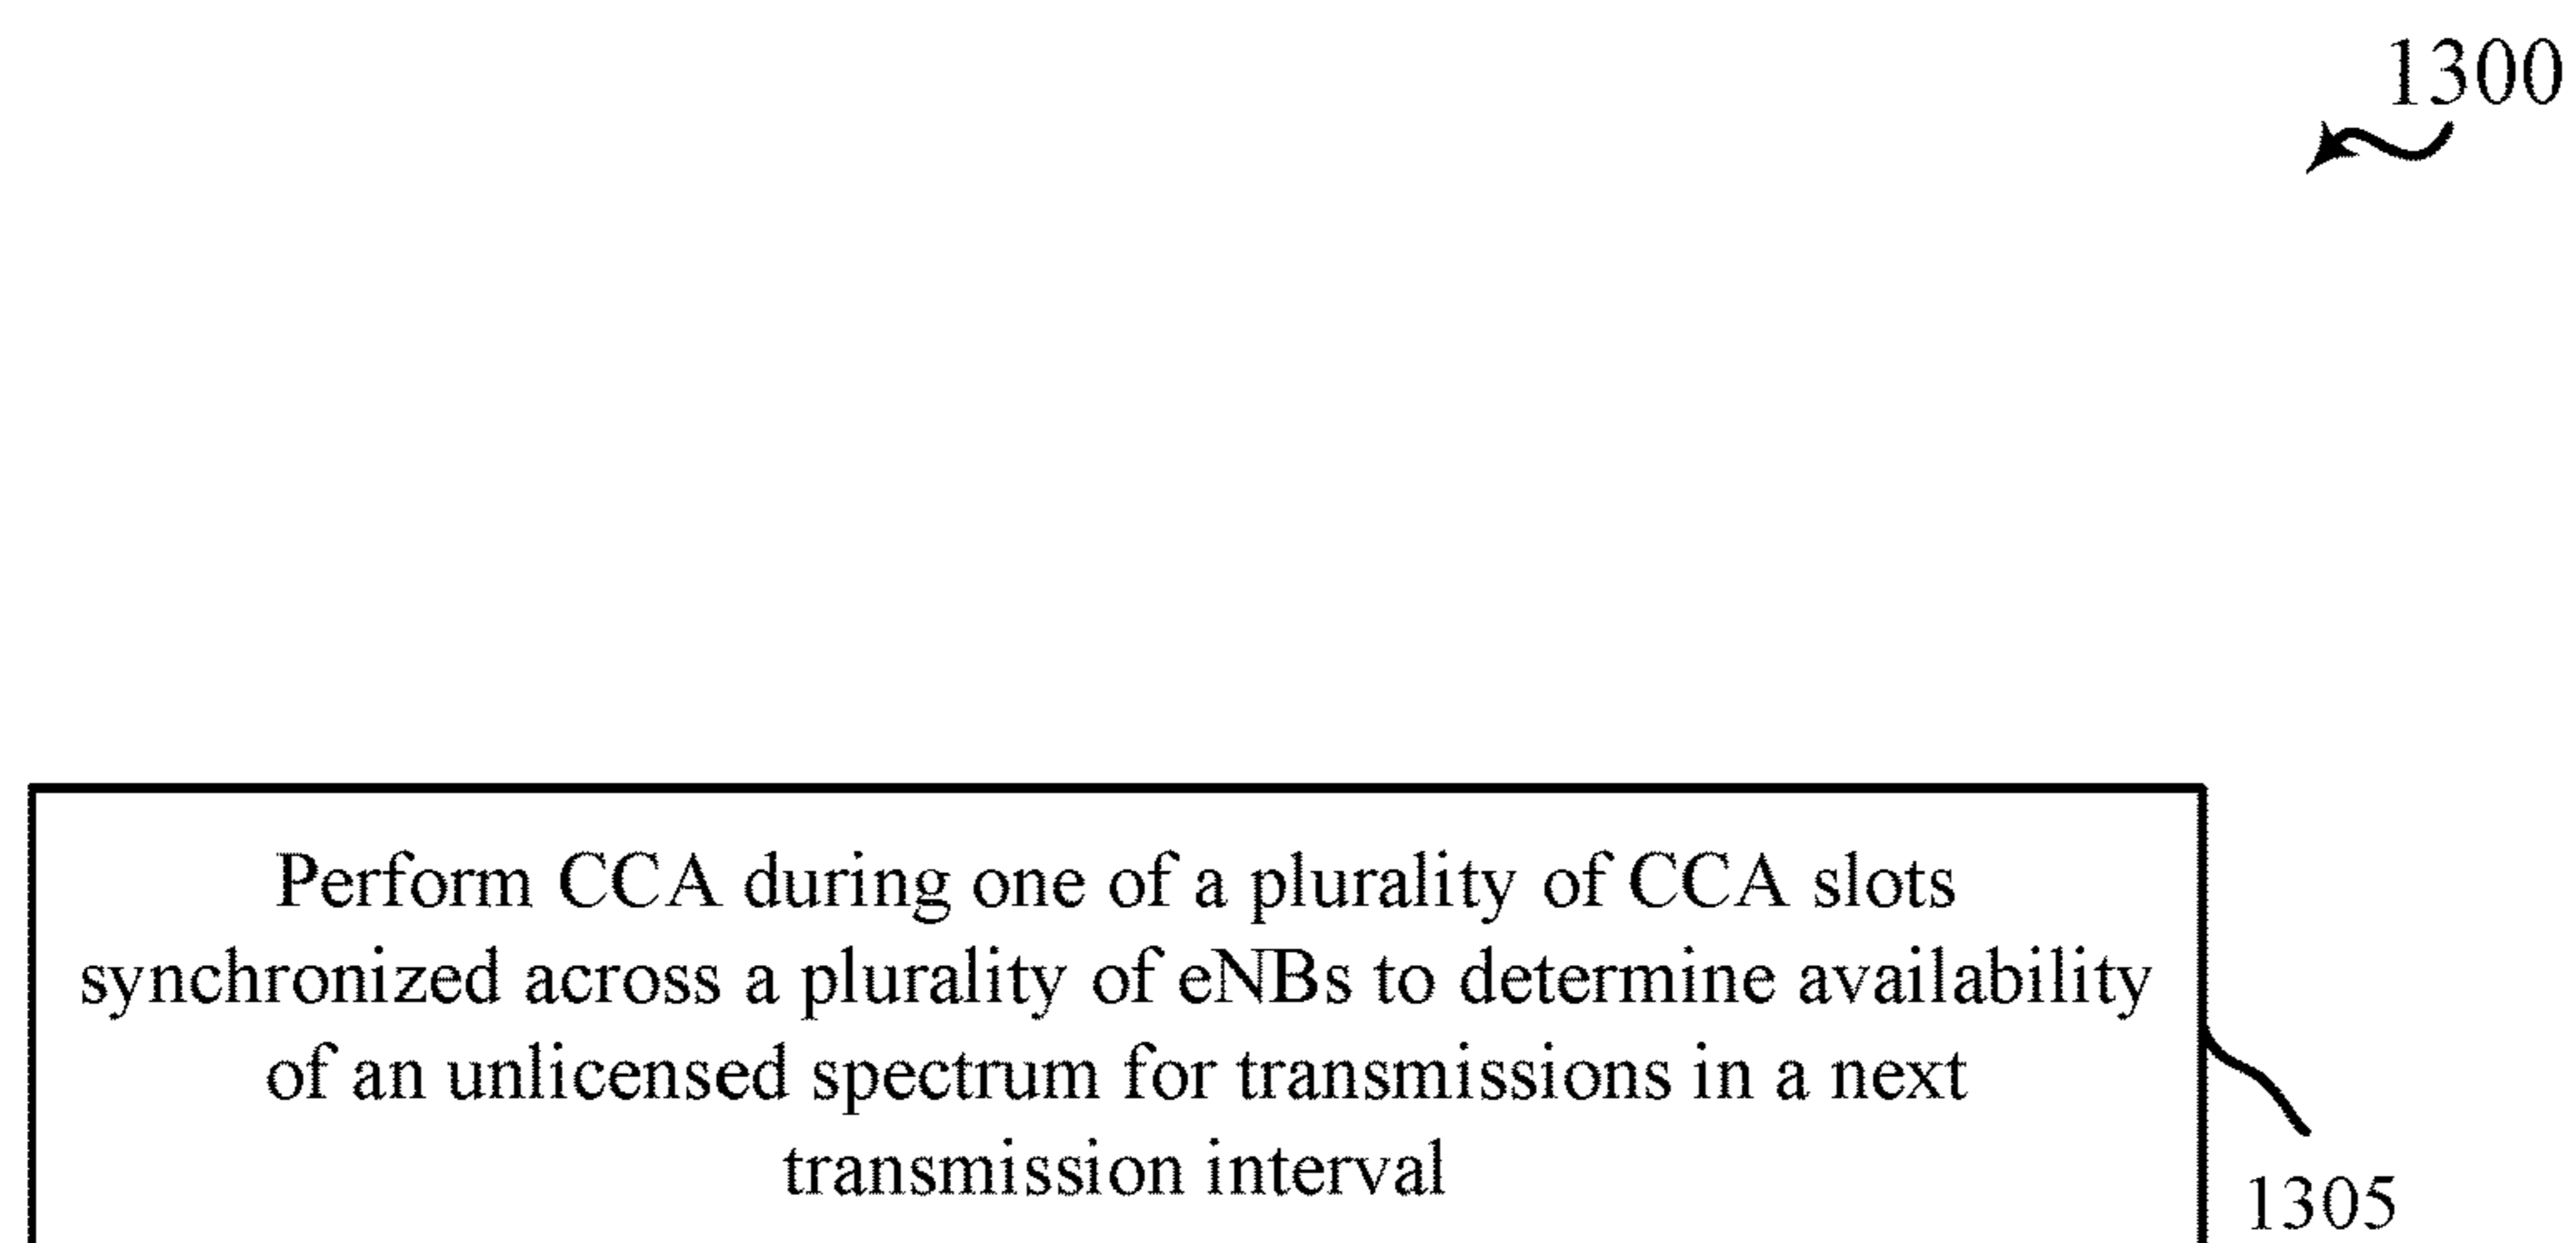 1300
Perform CCA during one of a plurality of CCA slots
synchronized across a plurality of eNBs to determine availability
of an unlicensed spectrum for transmissions in a next
transmission interval
1305